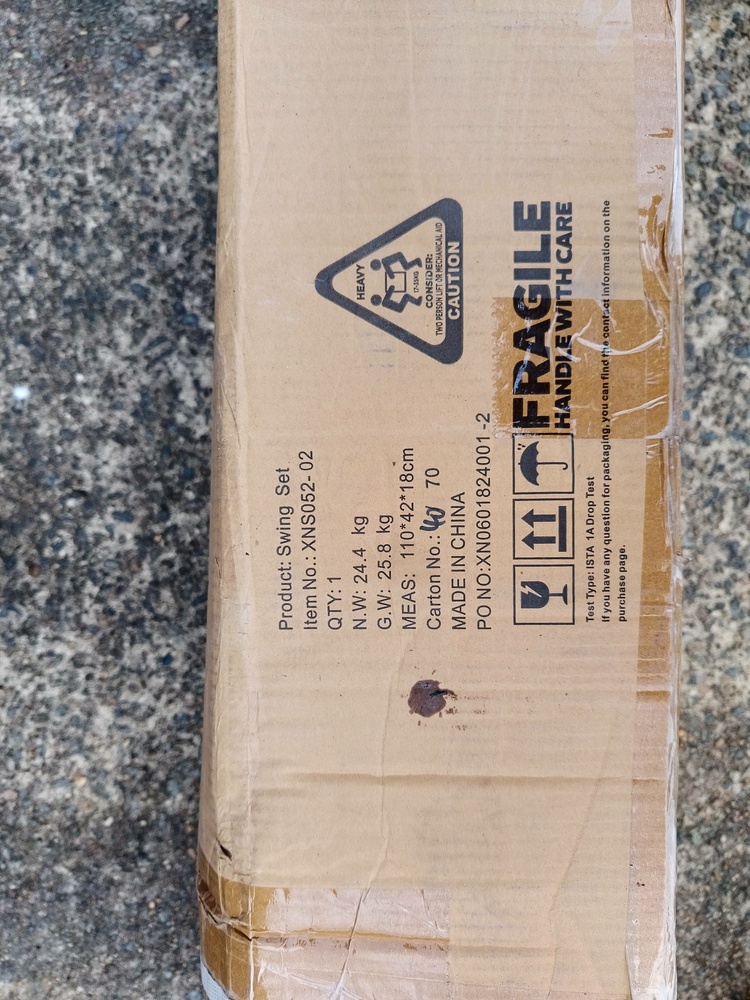 HEAVY
17-35KG
CONSIDER:
TWO PERSON LIFT OR MECHANICAL AID
CAUTION
Product: Swing Set
Item No.: XNS052- 02
QTY: 1
N.W: 24.4 kg
G.W: 25.8 kg
MEAS: 110*42*18cm
Carton No.: 40 70
MADE IN CHINA
PO NO:XN0601824001 -2
FRAGILE
HANDLE WITH CARE
Test Type: ISTA 1A Drop Test
If you have any question for packaging, you can find the contact information on the
purchase page.